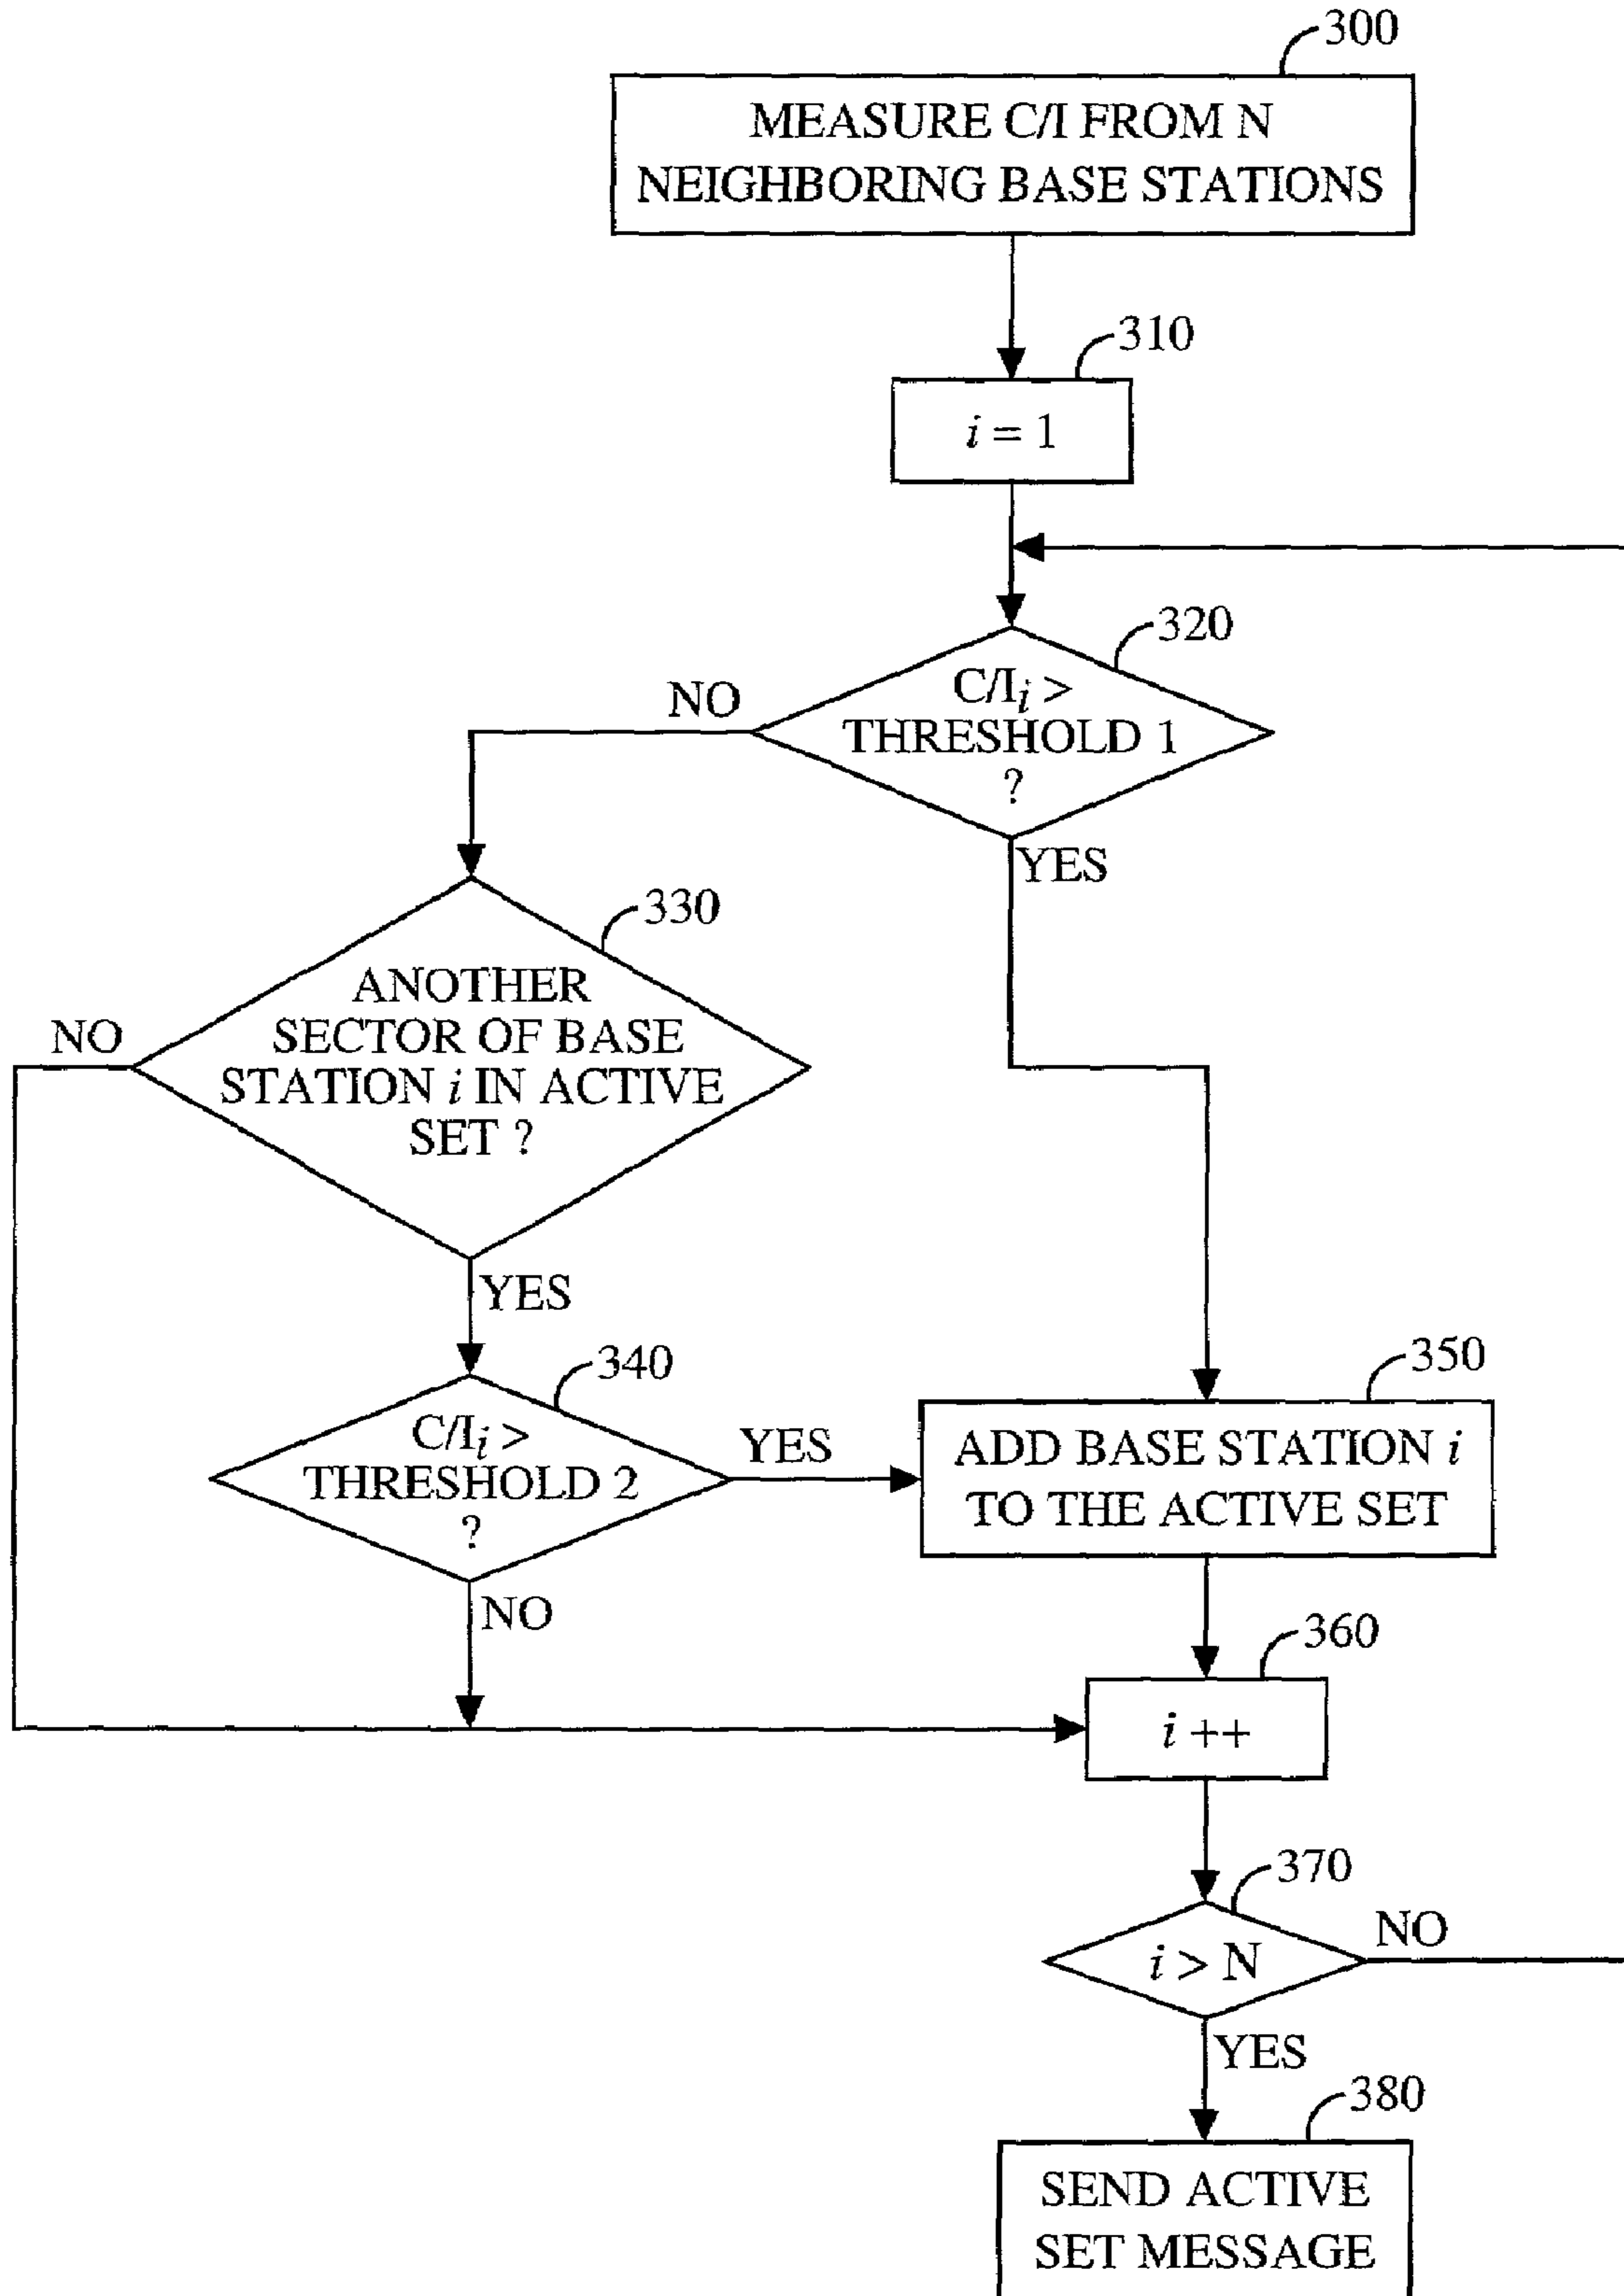 300
MEASURE C/I FROM N
NEIGHBORING BASE STATIONS
310
i = 1
320
C/Ii >
THRESHOLD 1
?
NO
YES
330
ANOTHER
SECTOR OF BASE
STATION i IN ACTIVE
SET ?
NO
YES
340
C/Ii >
THRESHOLD 2
?
YES
NO
350
ADD BASE STATION i
TO THE ACTIVE SET
360
i ++
370
i > N
NO
YES
380
SEND ACTIVE
SET MESSAGE